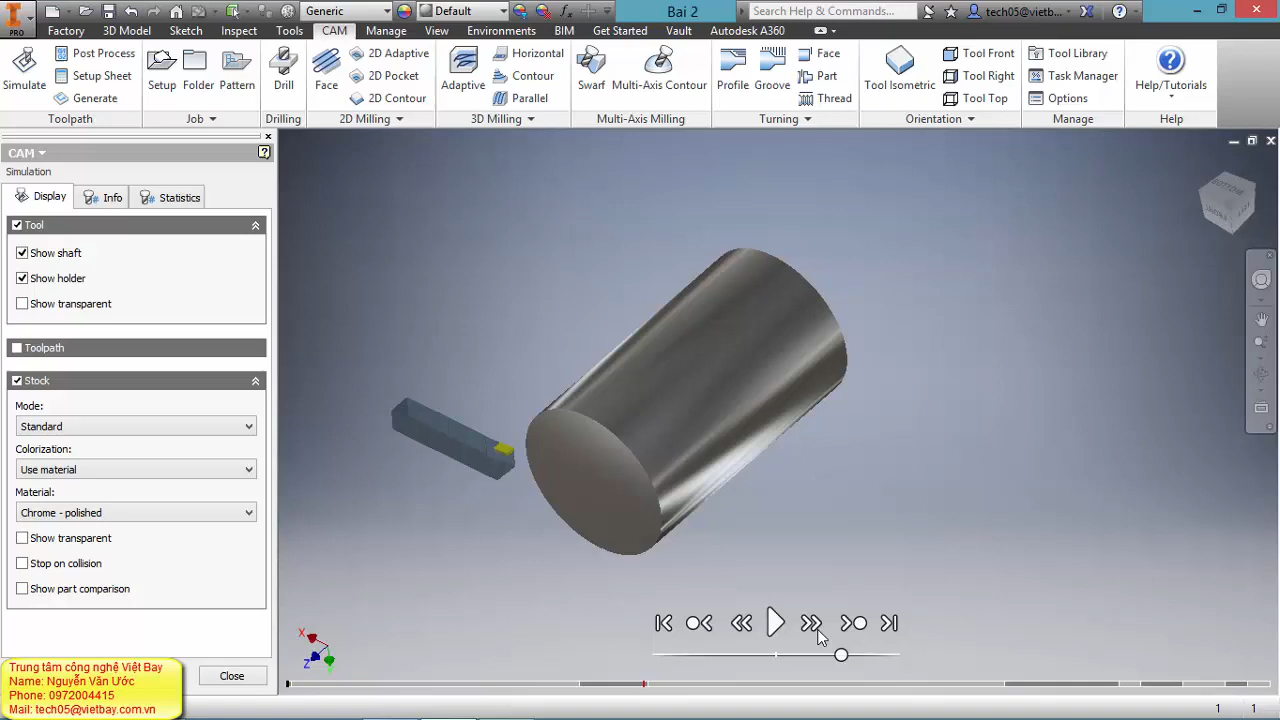 PRO
Generic
Default
Bai 2
Search Help & Commands...
tech05@vietb...
Factory 3D Model Sketch Inspect Tools CAM Manage View Environments BIM Get Started Vault Autodesk A360
Simulate
Post Process
Setup Sheet
Generate
Toolpath
Setup
Folder
Pattern
Job
Drill
Drilling
Face
2D Adaptive
2D Pocket
2D Contour
2D Milling
Adaptive
Horizontal
Contour
Parallel
3D Milling
Swarf
Multi-Axis Contour
Multi-Axis Milling
Profile
Groove
Face
Part
Thread
Turning
Tool Isometric
Tool Front
Tool Right
Tool Top
Orientation
Tool Library
Task Manager
Options
Manage
Help/Tutorials
Help
CAM
Simulation
Display Info Statistics
Tool
Show shaft
Show holder
Show transparent
Toolpath
Stock
Mode:
Standard
Colorization:
Use material
Material:
Chrome - polished
Show transparent
Stop on collision
Show part comparison
Close
X
Z
Y
Trung tâm công nghệ Việt Bay
Name: Nguyễn Văn Ước
Phone: 0972004415
Mail: tech05@vietbay.com.vn
1 1